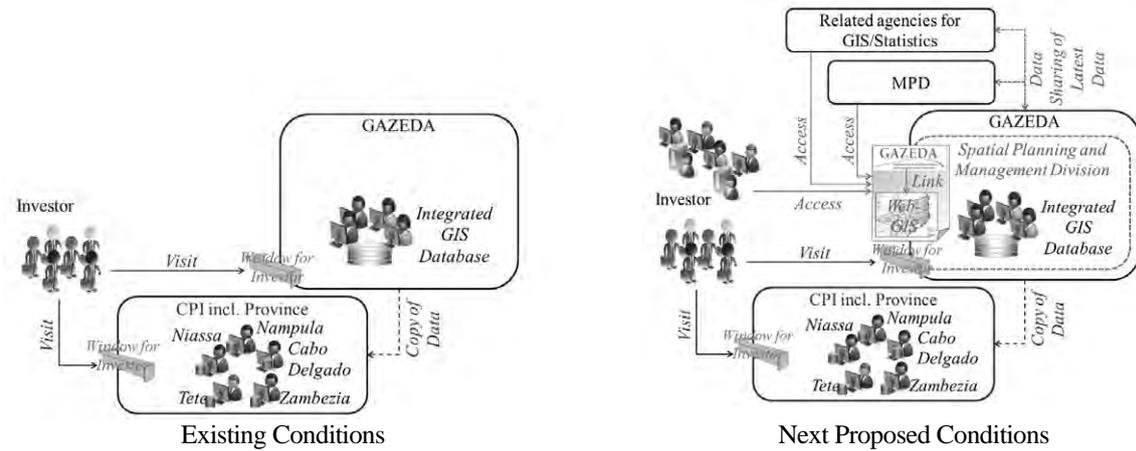 GAZEDA
Investor
Integrated
GIS
Database
Visit
Window for
Investor
CPI incl. Province
Visit
Window for
Investor
Niassa
Nampula
Cabo
Delgado
Tete
Zambezia
Copy of
Data
Existing Conditions
Related agencies for
GIS/Statistics
MPD
Data
Sharing of
Latest
Data
Access
Access
GAZEDA
GAZEDA
Spatial Planning and
Management Division
Link
Web-
GIS
Integrated
GIS
Database
Investor
Access
Visit
Window for
Investor
CPI incl. Province
Visit
Window for
Investor
Niassa
Nampula
Cabo
Delgado
Tete
Zambezia
Copy of
Data
Next Proposed Conditions